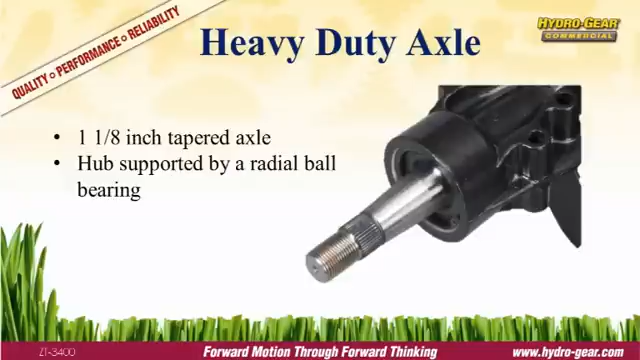 QUALITY • PERFORMANCE • RELIABILITY
HYDRO-GEAR
COMMERCIAL
Heavy Duty Axle
• 1 1/8 inch tapered axle
• Hub supported by a radial ball
bearing
ZT-3400
Forward Motion Through Forward Thinking
www.hydro-gear.com